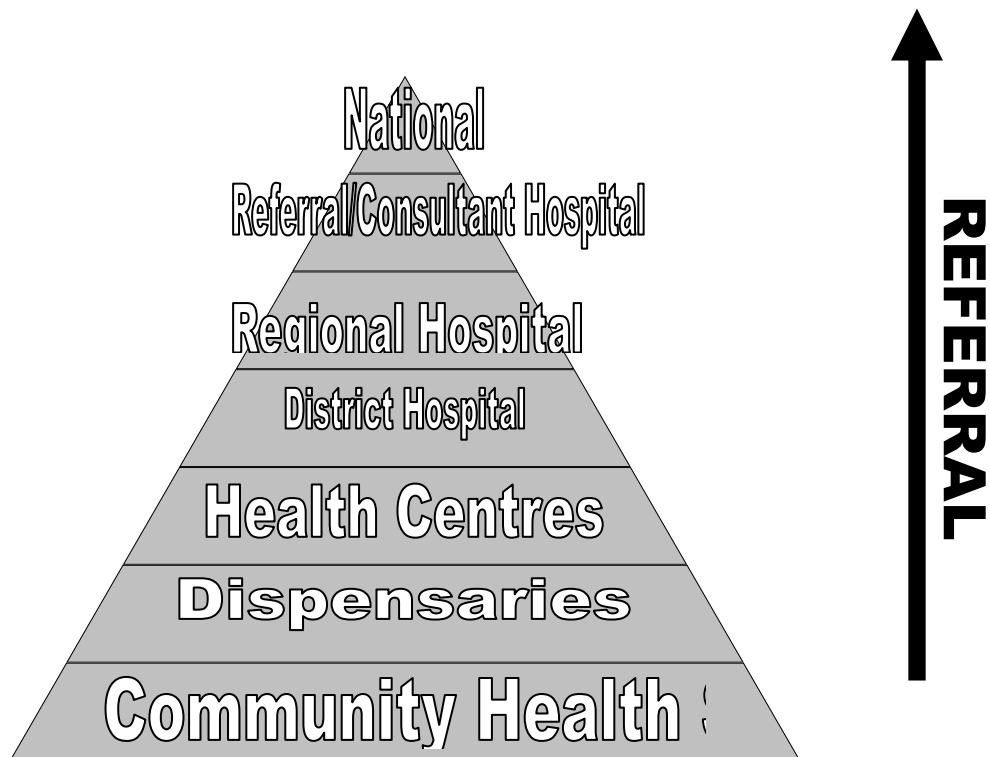 National
Referral/Consultant Hospital
Regional Hospital
District Hospital
Health Centres
Dispensaries
Community Health
REFERRAL